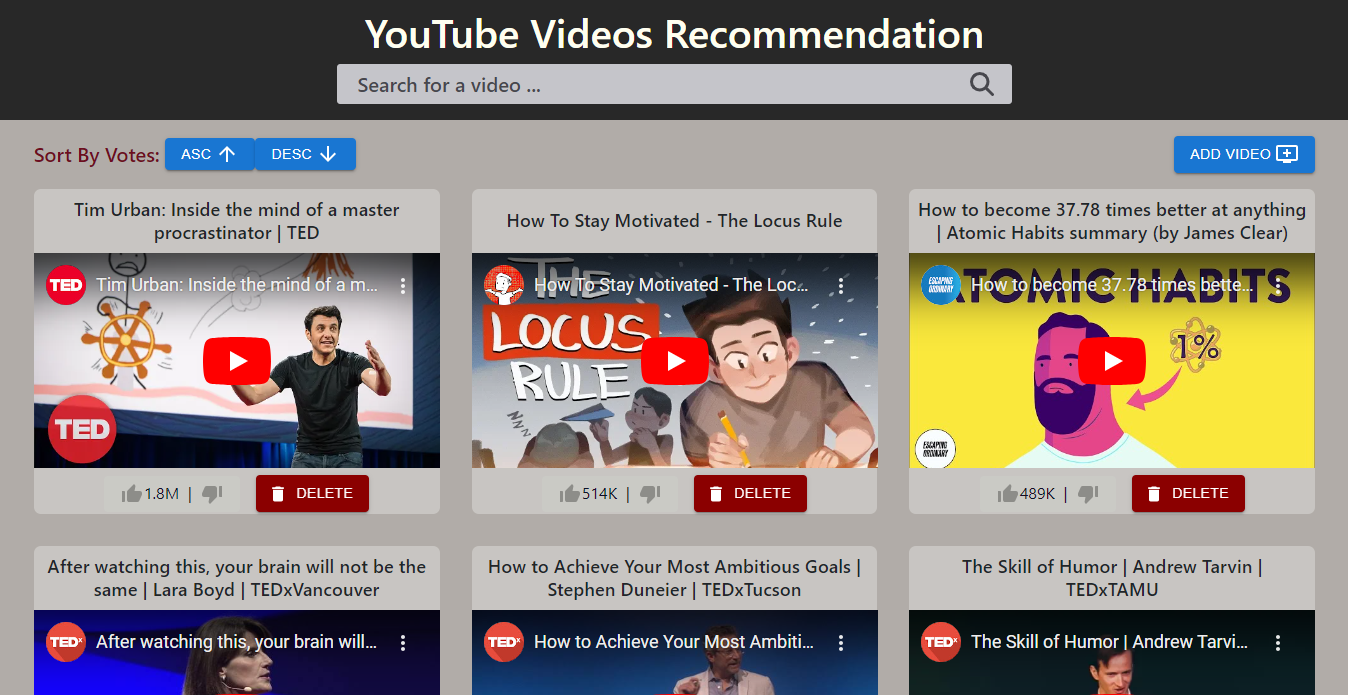 YouTube Videos Recommendation
Search for a video ...
Sort By Votes: ASC DESC ADD VIDEO
Tim Urban: Inside the mind of a master
procrastinator | TED
TED Tim Urban: Inside the mind of a m...
TED
1.8M | DELETE
How To Stay Motivated - The Locus Rule
THE
How To Stay Motivated - The Loc...
LOCUS
RULE
NNN
514K | DELETE
How to become 37.78 times better at anything
| Atomic Habits summary (by James Clear)
ATOMIC HABITS
ESCAPING
ORDINARY
How to become 37.78 times bette...
1%
ESCAPING
ORDINARY
489K | DELETE
After watching this, your brain will not be the
same | Lara Boyd | TEDxVancouver
TEDx After watching this, your brain will...
How to Achieve Your Most Ambitious Goals |
Stephen Duneier | TEDxTucson
TEDx How to Achieve Your Most Ambiti...
The Skill of Humor | Andrew Tarvin |
TEDxTAMU
TEDx The Skill of Humor | Andrew Tarvi...